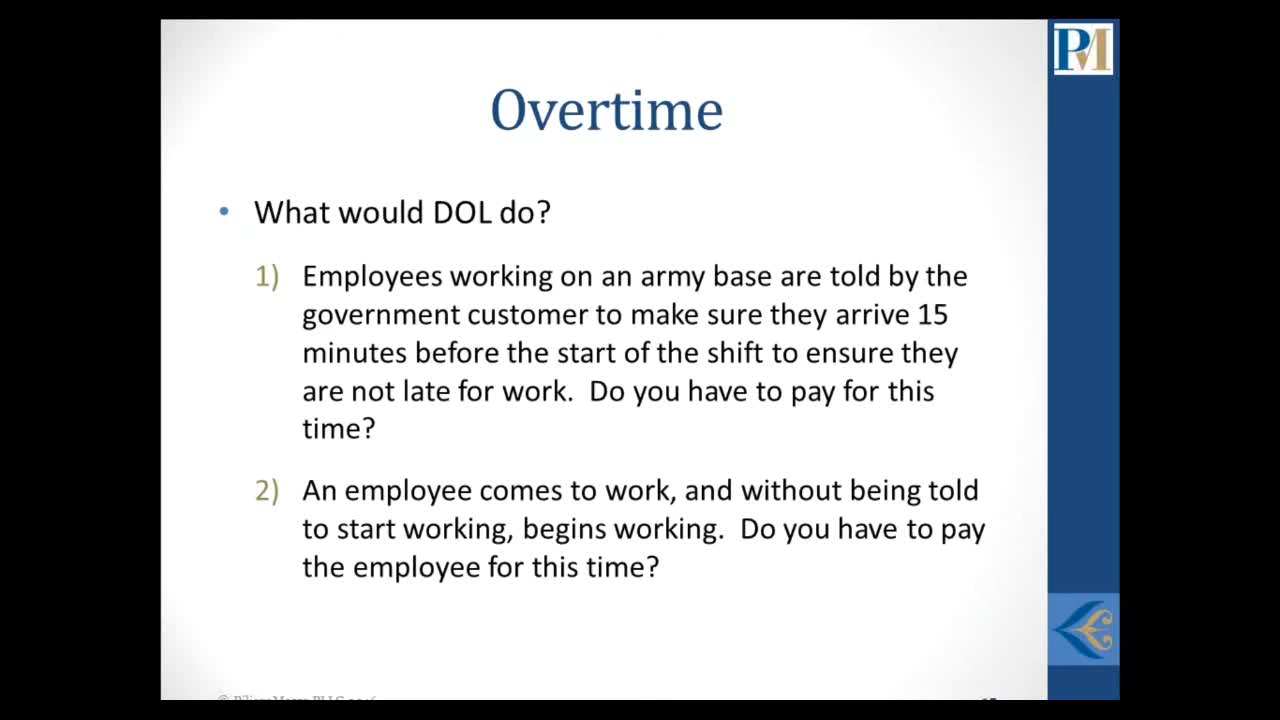 PM
Overtime
• What would DOL do?
1) Employees working on an army base are told by the
government customer to make sure they arrive 15
minutes before the start of the shift to ensure they
are not late for work.  Do you have to pay for this
time?
2) An employee comes to work, and without being told
to start working, begins working.  Do you have to pay
the employee for this time?